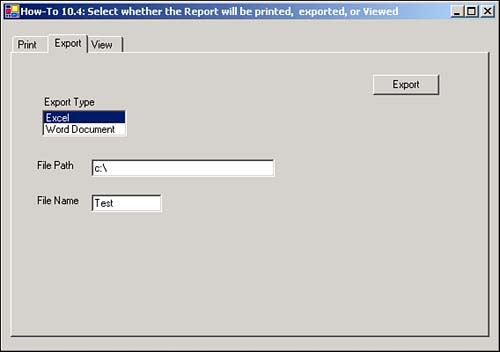 How-To 10.4: Select whether the Report will be printed, exported, or Viewed
Print Export View
Export
Export Type
Excel
Word Document
File Path c:\
File Name Test